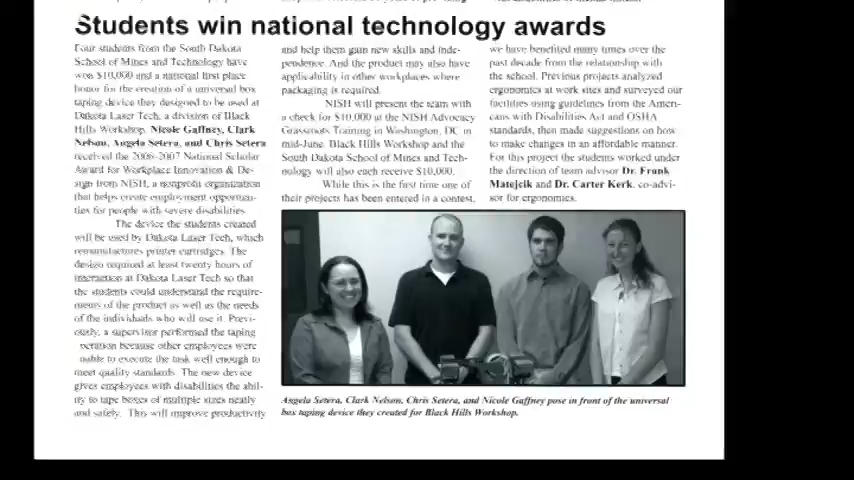 Students win national technology awards
Four students from the South Dakota
School of Mines and Technology have
won $10,000 and a national first place
honor for the creation of a universal box
taping device they designed to be used at
Dakota Laser Tech, a division of Black
Hills Workshop. Nicole Gaffney, Clark
Nelson, Angela Setera, and Chris Setera
received the 2006-2007 National Scholar
Award for Workplace Innovation & De-
sign from NISH, a nonprofit organization
that helps create employment opportuni-
ties for people with severe disabilities.
The device the students created
will be used by Dakota Laser Tech, which
remanufactures printer cartridges. The
design required at least twenty hours of
interaction at Dakota Laser Tech so that
the students could understand the require-
ments of the product as well as the needs
of the individuals who will use it. Previ-
ously, a supervisor performed the taping
operation because other employees were
unable to execute the task well enough to
meet quality standards. The new device
gives employees with disabilities the abil-
ity to tape boxes of multiple sizes neatly
and safely. This will improve productivity
and help them gain new skills and inde-
pendence. And the product may also have
applicability in other workplaces where
packaging is required.
NISH will present the team with
a check for $10,000 at the NISH Advocacy
Grassroots Training in Washington, DC in
mid-June. Black Hills Workshop and the
South Dakota School of Mines and Tech-
nology will also each receive $10,000.
While this is the first time one of
their projects has been entered in a contest,
we have benefited many times over the
past decade from the relationship with
the school. Previous projects analyzed
ergonomics at work sites and surveyed our
facilities using guidelines from the Ameri-
cans with Disabilities Act and OSHA
standards, then made suggestions on how
to make changes in an affordable manner.
For this project the students worked under
the direction of team advisor Dr. Frank
Matejcik and Dr. Carter Kerk, co-advi-
sor for ergonomics.
Angela Setera, Clark Nelson, Chris Setera, and Nicole Gaffney pose in front of the universal
box taping device they created for Black Hills Workshop.